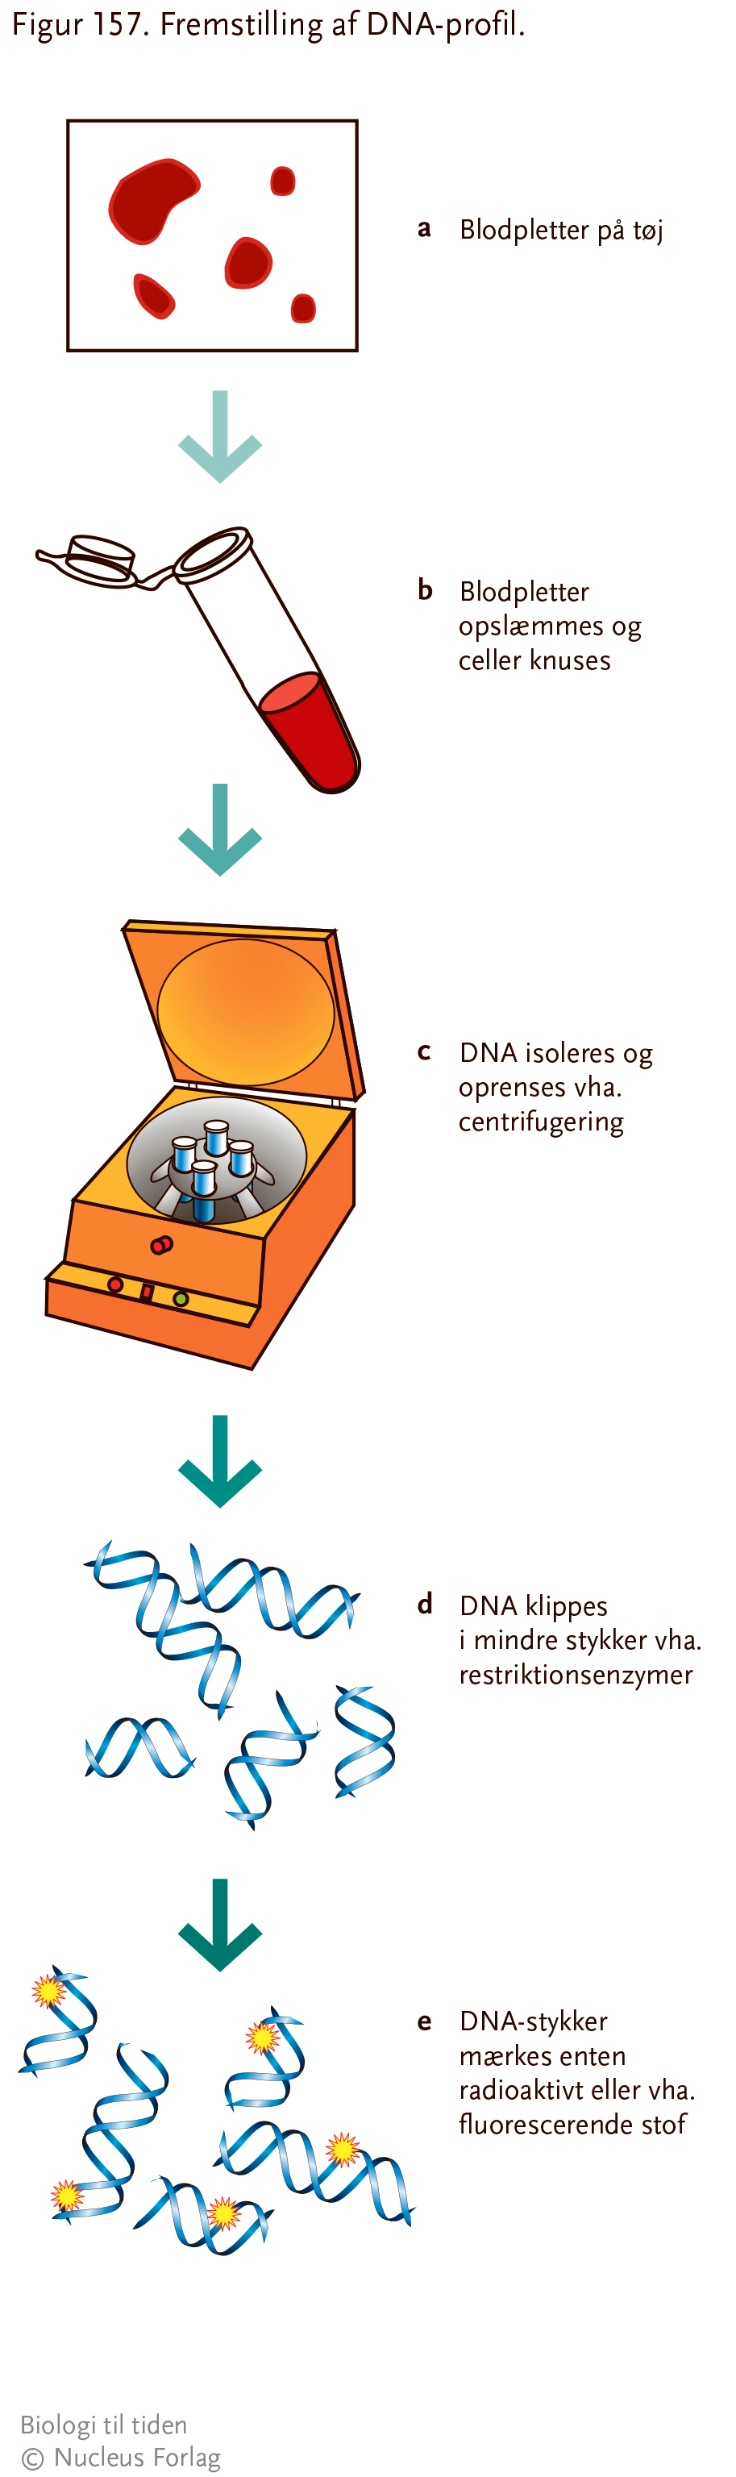 Figur 157. Fremstilling af DNA-profil.
a Blodpletter på tøj
b Blodpletter
opslæmmes og
celler knuses
c DNA isoleres og
oprenses vha.
centrifugering
d DNA klippes
i mindre stykker vha.
restriktionsenzymer
e DNA-stykker
mærkes enten
radioaktivt eller vha.
fluorescerende stof
Biologi til tiden
© Nucleus Forlag